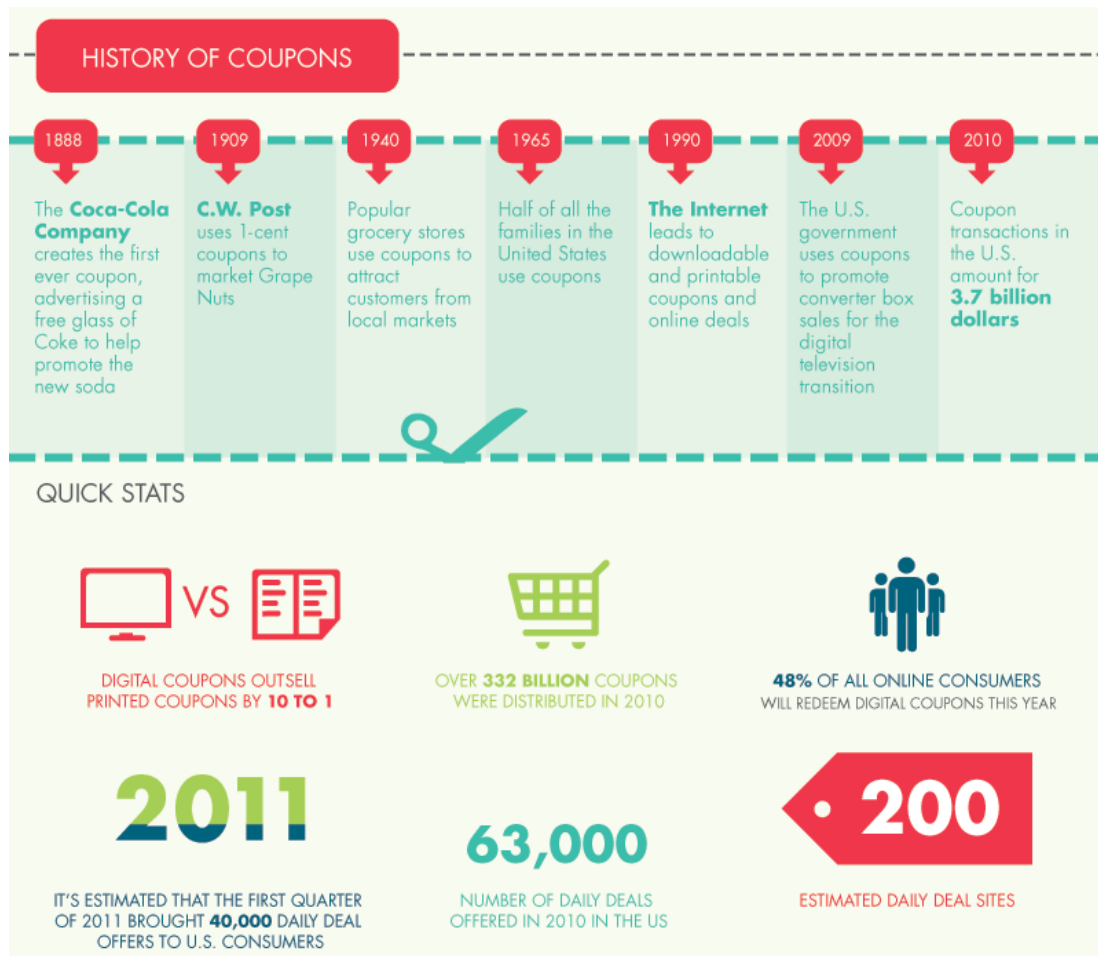 HISTORY OF COUPONS
1888
The Coca-Cola
Company
creates the first
ever coupon,
advertising a
free glass of
Coke to help
promote the
new soda
1909
C.W. Post
uses 1-cent
coupons to
market Grape
Nuts
1940
Popular
grocery stores
use coupons to
attract
customers from
local markets
1965
Half of all the
families in the
United States
use coupons
1990
The Internet
leads to
downloadable
and printable
coupons and
online deals
2009
The U.S.
government
uses coupons
to promote
converter box
sales for the
digital
television
transition
2010
Coupon
transactions in
the U.S.
amount for
3.7 billion
dollars
QUICK STATS
VS
DIGITAL COUPONS OUTSELL
PRINTED COUPONS BY 10 TO 1
OVER 332 BILLION COUPONS
WERE DISTRIBUTED IN 2010
48% OF ALL ONLINE CONSUMERS
WILL REDEEM DIGITAL COUPONS THIS YEAR
2011
IT'S ESTIMATED THAT THE FIRST QUARTER
OF 2011 BROUGHT 40,000 DAILY DEAL
OFFERS TO U.S. CONSUMERS
63,000
NUMBER OF DAILY DEALS
OFFERED IN 2010 IN THE US
200
ESTIMATED DAILY DEAL SITES